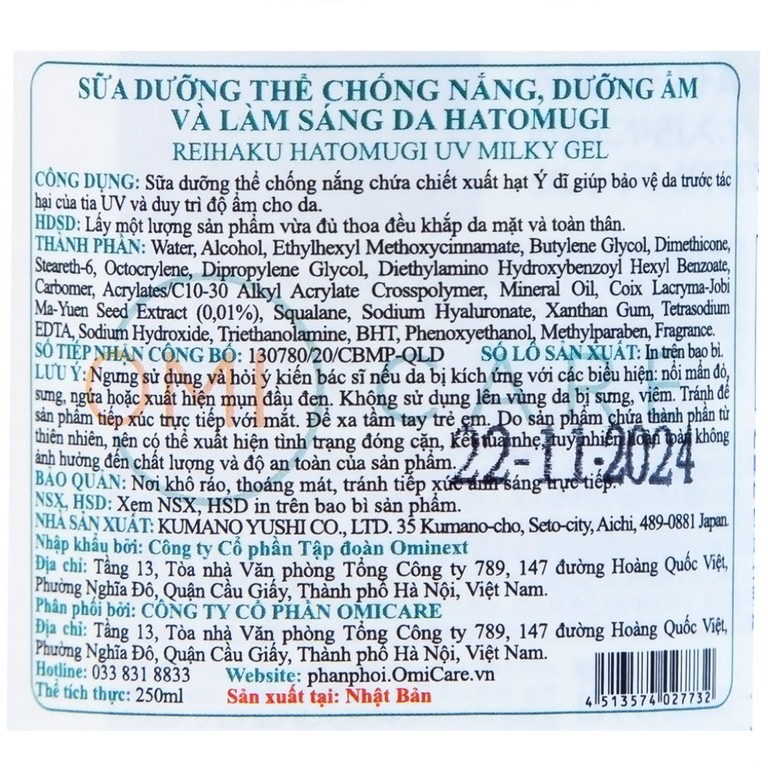 SỮA DƯỠNG THỂ CHỐNG NẮNG, DƯỠNG ẨM
VÀ LÀM SÁNG DA HATOMUGI
REIHAKU HATOMUGI UV MILKY GEL
CÔNG DỤNG: Sữa dưỡng thể chống nắng chứa chiết xuất hạt Ý dĩ giúp bảo vệ da trước tác
hại của tia UV và duy trì độ ẩm cho da.
HDSD: Lấy một lượng sản phẩm vừa đủ thoa đều khắp da mặt và toàn thân.
THÀNH PHẦN: Water, Alcohol, Ethylhexyl Methoxycinnamate, Butylene Glycol, Dimethicone,
Steareth-6, Octocrylene, Dipropylene Glycol, Diethylamino Hydroxybenzoyl Hexyl Benzoate,
Carbomer, Acrylates/C10-30 Alkyl Acrylate Crosspolymer, Mineral Oil, Coix Lacryma-Jobi
Ma-Yuen Seed Extract (0,01%), Squalane, Sodium Hyaluronate, Xanthan Gum, Tetrasodium
EDTA, Sodium Hydroxide, Triethanolamine, BHT, Phenoxyethanol, Methylparaben, Fragrance.
SỐ TIẾP NHẬN CÔNG BỐ: 130780/20/CBMP-QLD SỐ LÔ SẢN XUẤT: In trên bao bì.
LƯU Ý: Ngưng sử dụng và hỏi ý kiến bác sĩ nếu da bị kích ứng với các biểu hiện: nổi mẩn đỏ,
sưng, ngứa hoặc xuất hiện mụn đầu đen. Không sử dụng lên vùng da bị sưng, viêm. Tránh để
sản phẩm tiếp xúc trực tiếp với mắt. Để xa tầm tay trẻ em. Do sản phẩm chứa thành phần từ
thiên nhiên, nên có thể xuất hiện tình trạng đóng cặn, kết tủa nhẹ, tuy nhiên hoàn toàn không
ảnh hưởng đến chất lượng và độ an toàn của sản phẩm.
22-11-2024
BẢO QUẢN: Nơi khô ráo, thoáng mát, tránh tiếp xúc ánh sáng trực tiếp.
NSX, HSD: Xem NSX, HSD in trên bao bì sản phẩm.
NHÀ SẢN XUẤT: KUMANO YUSHI CO., LTD. 35 Kumano-cho, Seto-city, Aichi, 489-0881 Japan.
Nhập khẩu bởi: Công ty Cổ phần Tập đoàn Ominext
Địa chỉ: Tầng 13, Tòa nhà Văn phòng Tổng Công ty 789, 147 đường Hoàng Quốc Việt,
Phường Nghĩa Đô, Quận Cầu Giấy, Thành phố Hà Nội, Việt Nam.
Phân phối bởi: CÔNG TY CỔ PHẦN OMICARE
Địa chỉ: Tầng 13, Tòa nhà Văn phòng Tổng Công ty 789, 147 đường Hoàng Quốc Việt,
Phường Nghĩa Đô, Quận Cầu Giấy, Thành phố Hà Nội, Việt Nam.
Hotline: 033 831 8833 Website: phanphoi.OmiCare.vn
Thể tích thực: 250ml Sản xuất tại: Nhật Bản
4 513574 027732
OMI CARE